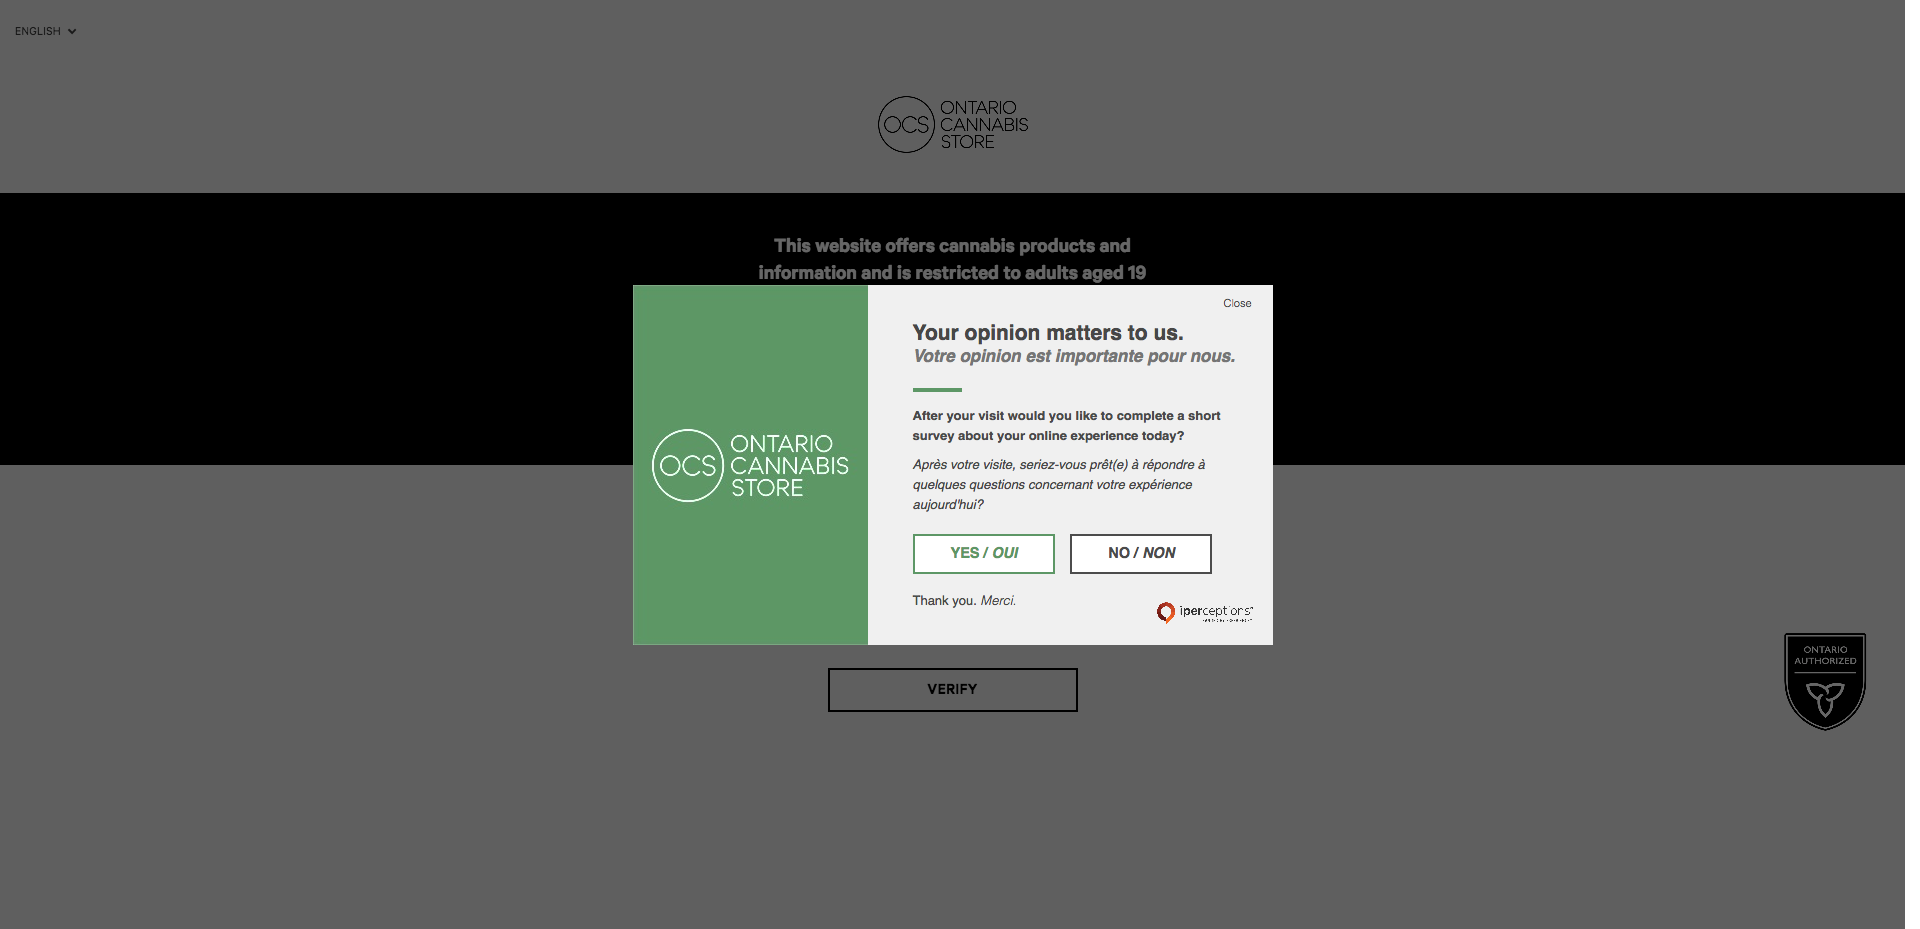 ENGLISH
OCS
ONTARIO
CANNABIS
STORE
This website offers cannabis products and
information and is restricted to adults aged 19
Close
Your opinion matters to us.
Votre opinion est importante pour nous.
After your visit would you like to complete a short
survey about your online experience today?
Après votre visite, seriez-vous prêt(e) à répondre à
quelques questions concernant votre expérience
aujourd'hui?
OCS
ONTARIO
CANNABIS
STORE
YES / OUI
NO / NON
Thank you. Merci.
iperceptions
VERIFY
ONTARIO
AUTHORIZED